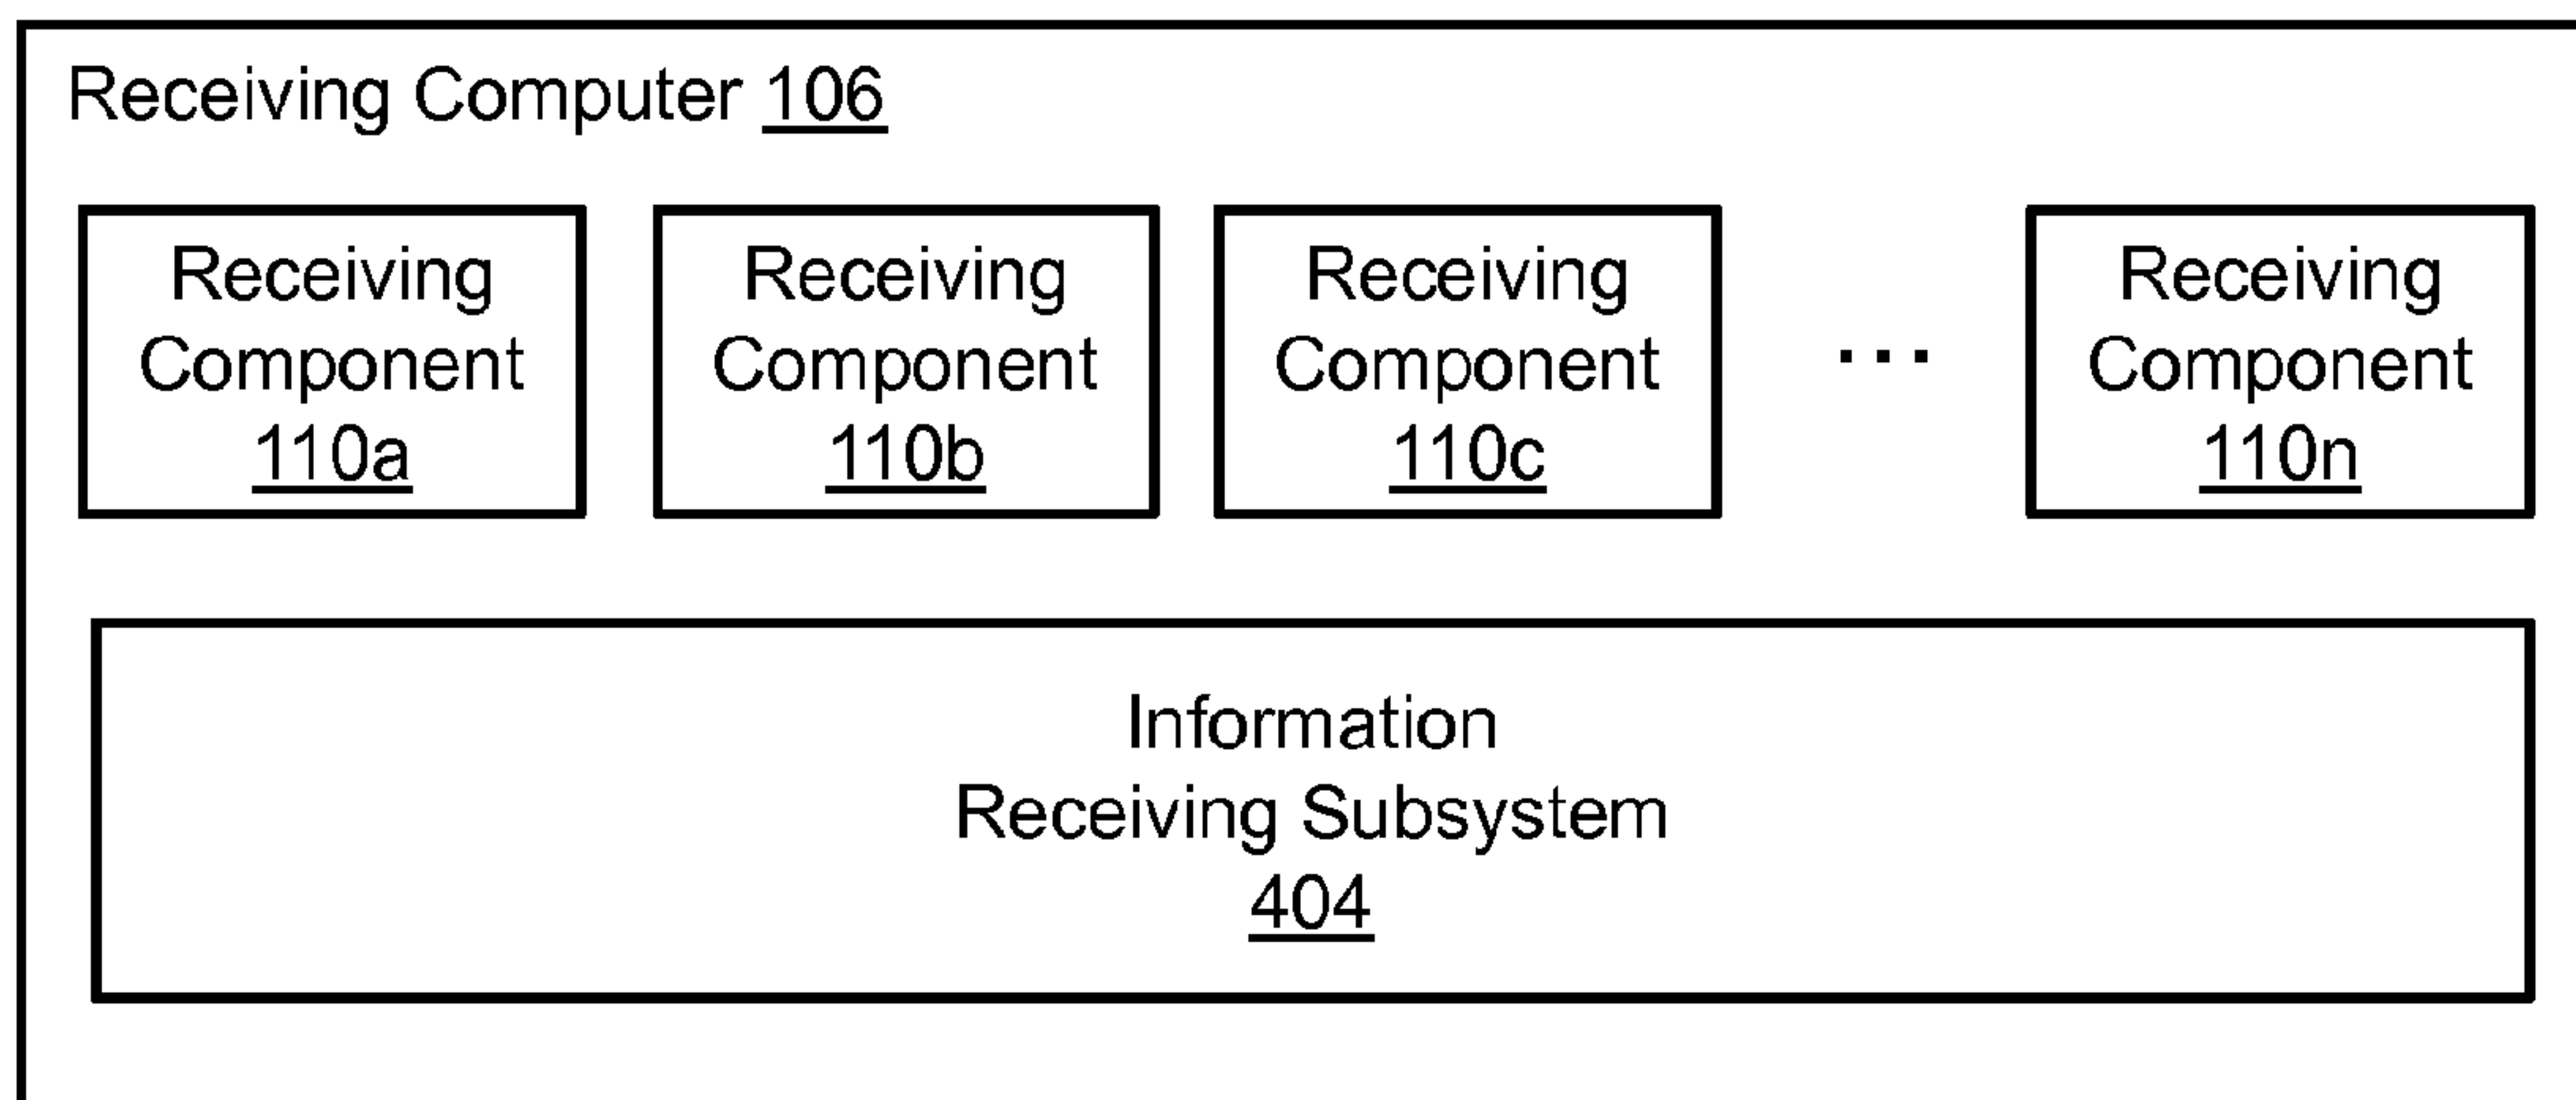 Receiving Computer 106
Receiving
Component
110a
Receiving
Component
110b
Receiving
Component
110c
...
Receiving
Component
110n
Information
Receiving Subsystem
404